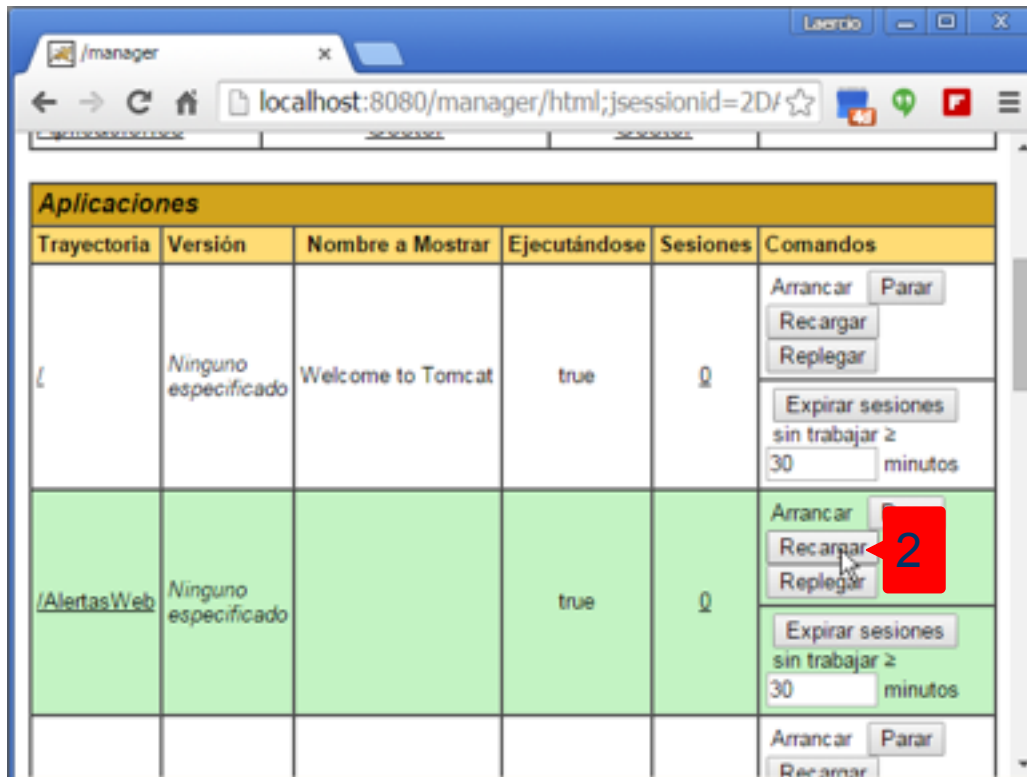 Laercio
/manager
localhost:8080/manager/html;jsessionid=2D
4d
Aplicaciones
Trayectoria Versión Nombre a Mostrar Ejecutándose Sesiones Comandos
/ Ninguno especificado Welcome to Tomcat true 0
Arrancar Parar
Recargar
Replegar
Expirar sesiones
sin trabajar ≥
30 minutos
/AlertasWeb Ninguno especificado true 0
Arrancar
Recargar 2
Replegar
Expirar sesiones
sin trabajar ≥
30 minutos
Arrancar Parar
Recargar